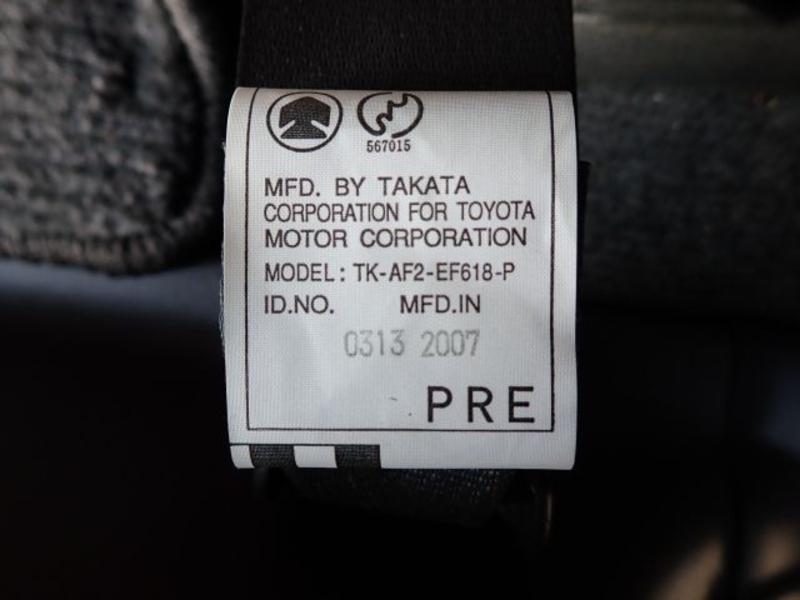 567015
MFD. BY TAKATA
CORPORATION FOR TOYOTA
MOTOR CORPORATION
MODEL: TK-AF2-EF618-P
ID.NO. MFD.IN
0313 2007
PRE